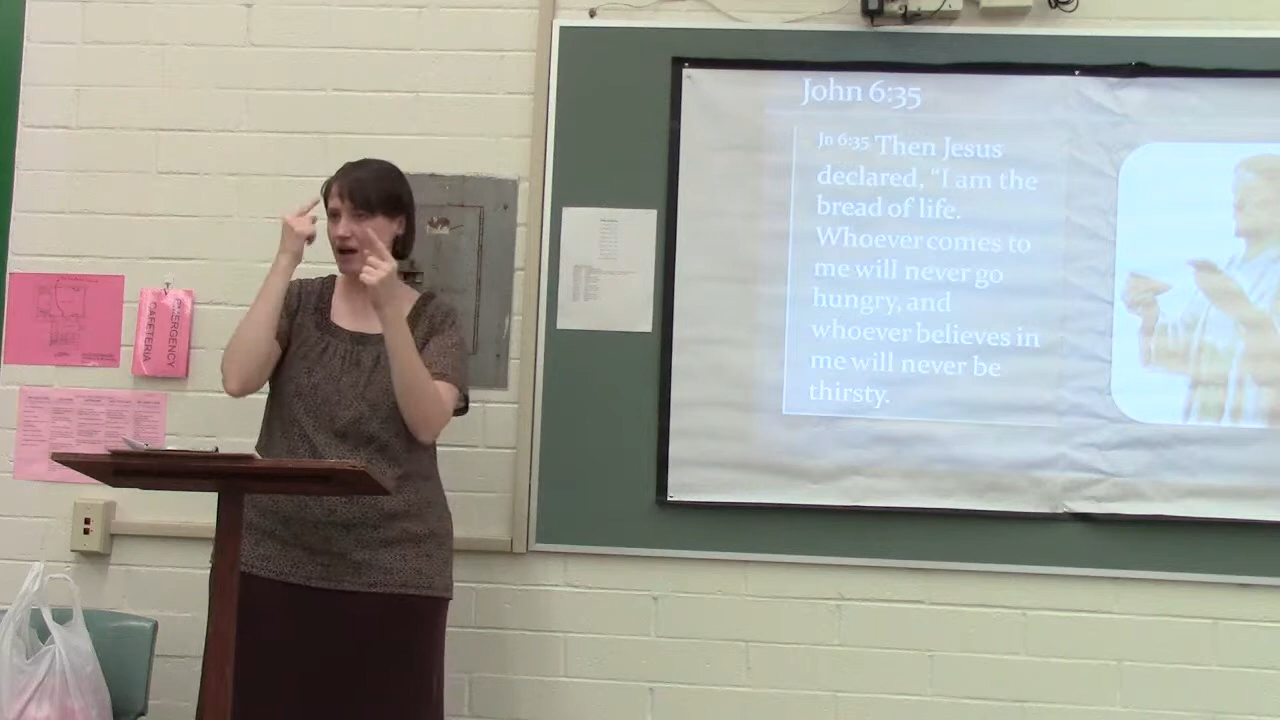 John 6:35
Jn 6:35 Then Jesus
declared, “I am the
bread of life.
Whoever comes to
me will never go
hungry, and
whoever believes in
me will never be
thirsty.
EMERGENCY
CAFETERIA